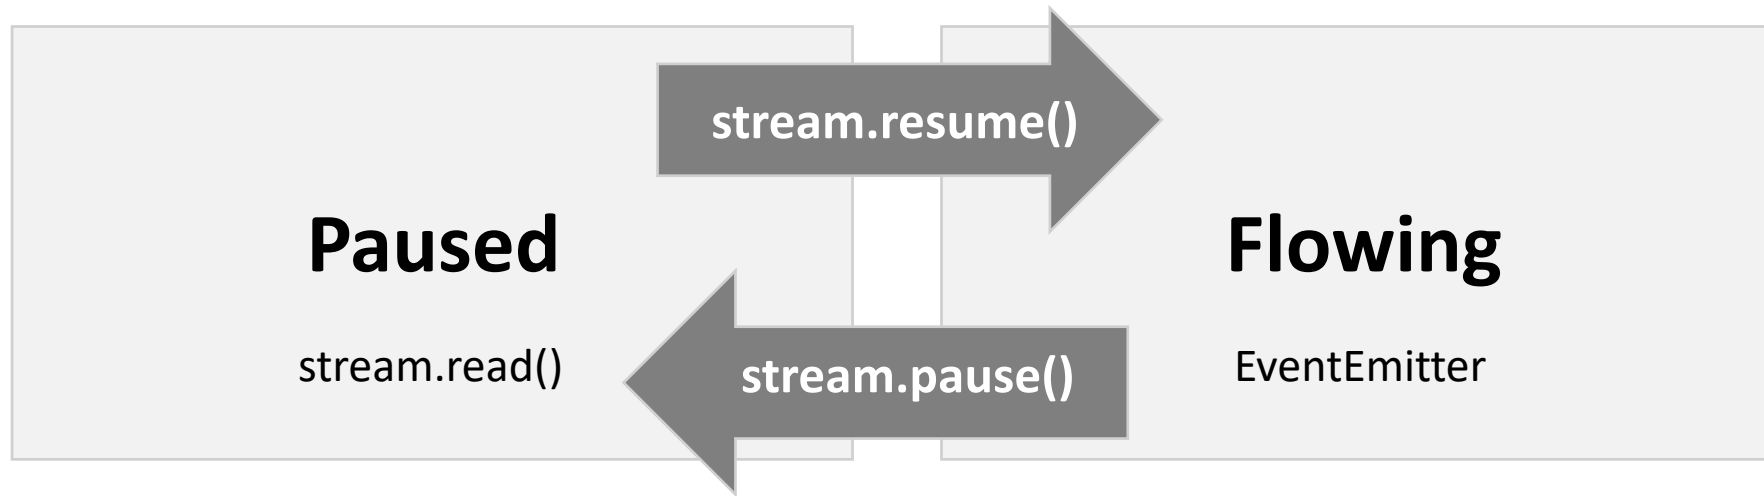 stream.resume()
Paused
Flowing
stream.read()
stream.pause()
EventEmitter